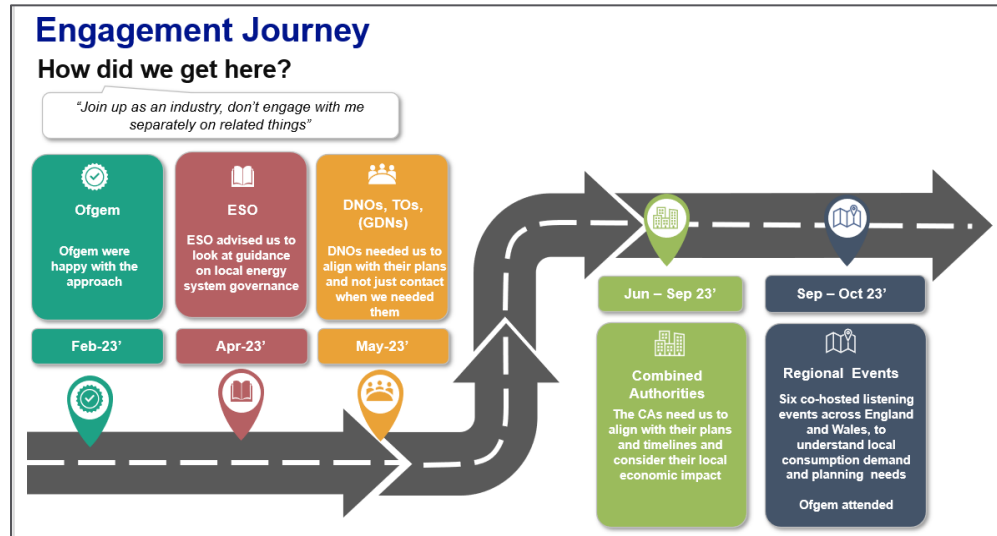 Engagement Journey
How did we get here?
“Join up as an industry, don’t engage with me
separately on related things”
Ofgem
Ofgem were
happy with the
approach
Feb-23’
ESO
ESO advised us to
look at guidance
on local energy
system governance
Apr-23’
DNOs, TOs,
(GDNs)
DNOs needed us to
align with their plans
and not just contact
when we needed
them
May-23’
Jun – Sep 23’
Combined
Authorities
The CAs need us to
align with their plans
and timelines and
consider their local
economic impact
Sep – Oct 23’
Regional Events
Six co-hosted listening
events across England
and Wales, to
understand local
consumption demand
and planning needs
Ofgem attended